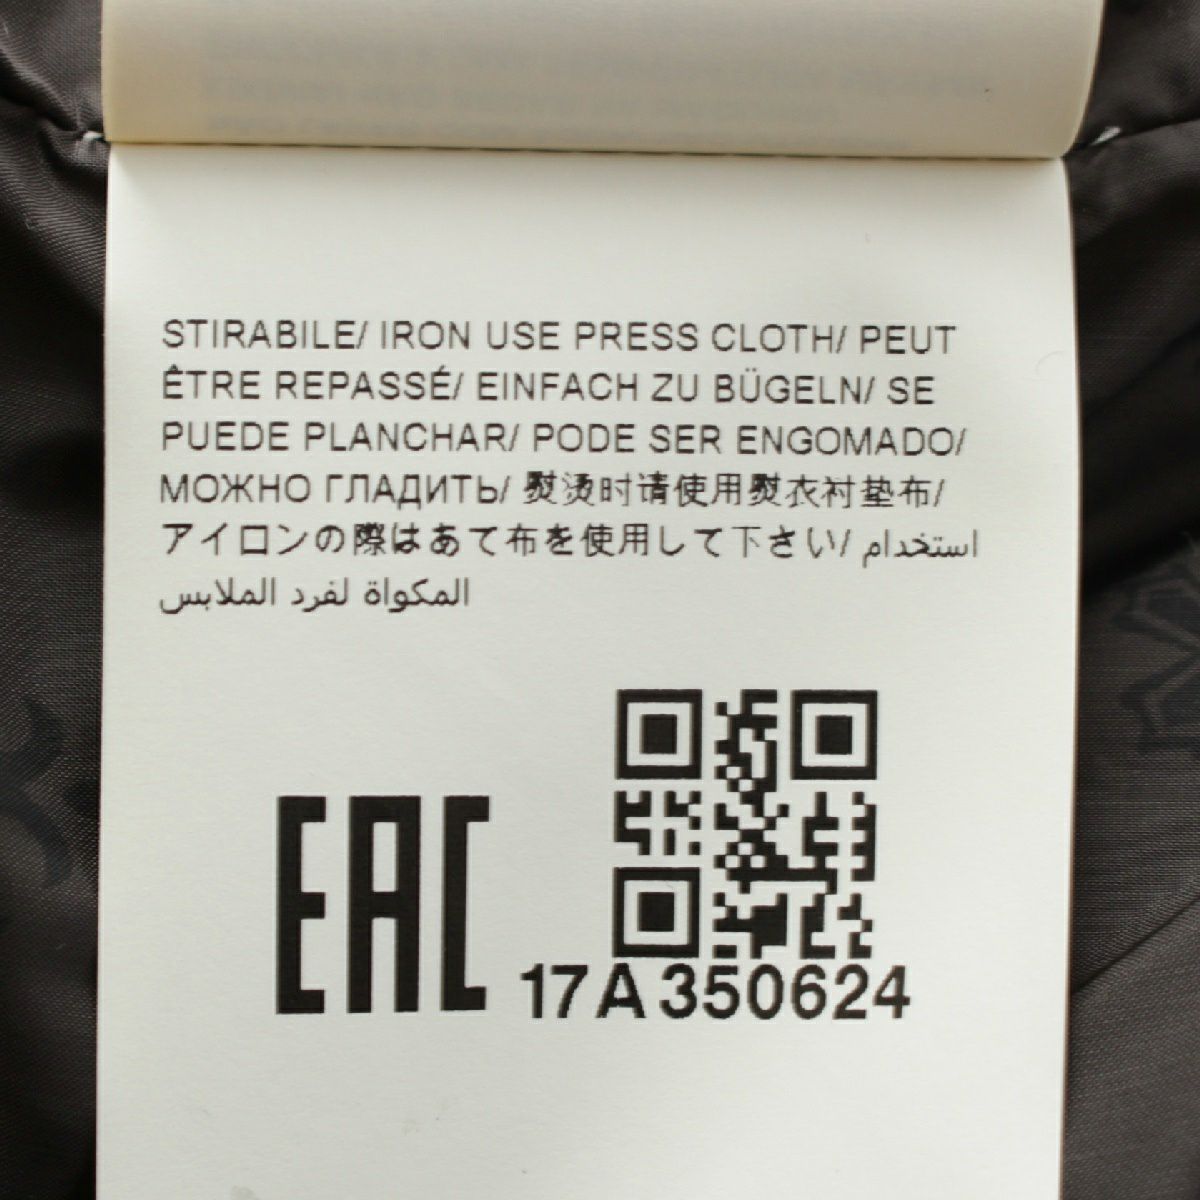 STIRABILE/ IRON USE PRESS CLOTH/ PEUT
ÊTRE REPASSÉ/ EINFACH ZU BÜGELN/ SE
PUEDE PLANCHAR/ PODE SER ENGOMADO/
МОЖНО ГЛАДИТЬ/ 熨烫时请使用熨衣衬垫布/
アイロンの際はあて布を使用して下さい/ استخدام
المكواة لفرد الملابس
EAC
17A350624